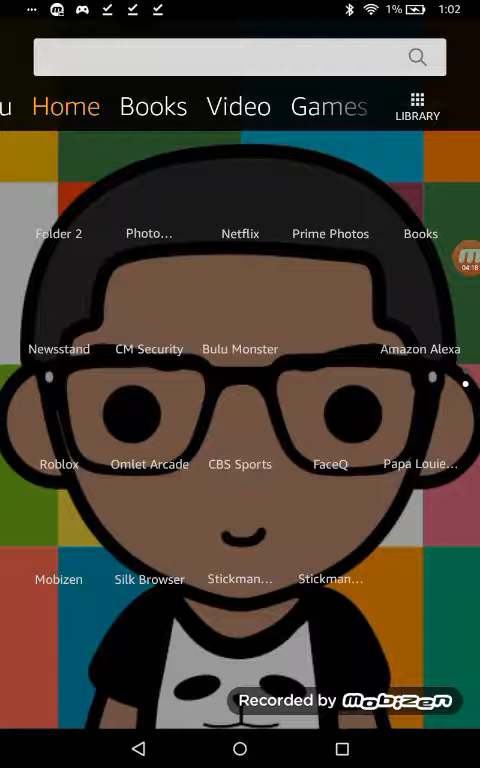 1% 1:02
u Home Books Video Games
LIBRARY
Folder 2 Photo... Netflix Prime Photos Books
04:18
Newsstand CM Security Bulu Monster Amazon Alexa
Roblox Omlet Arcade CBS Sports FaceQ Papa Louie...
Mobizen Silk Browser Stickman... Stickman...
Recorded by mobizen